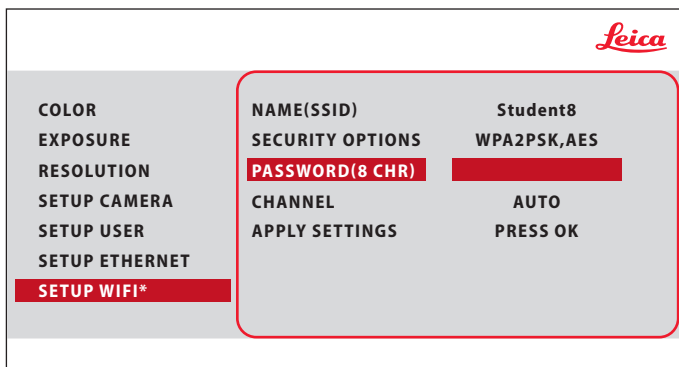 Leica
COLOR
EXPOSURE
RESOLUTION
SETUP CAMERA
SETUP USER
SETUP ETHERNET
SETUP WIFI*
NAME(SSID) Student8
SECURITY OPTIONS WPA2PSK,AES
PASSWORD(8 CHR)
CHANNEL AUTO
APPLY SETTINGS PRESS OK